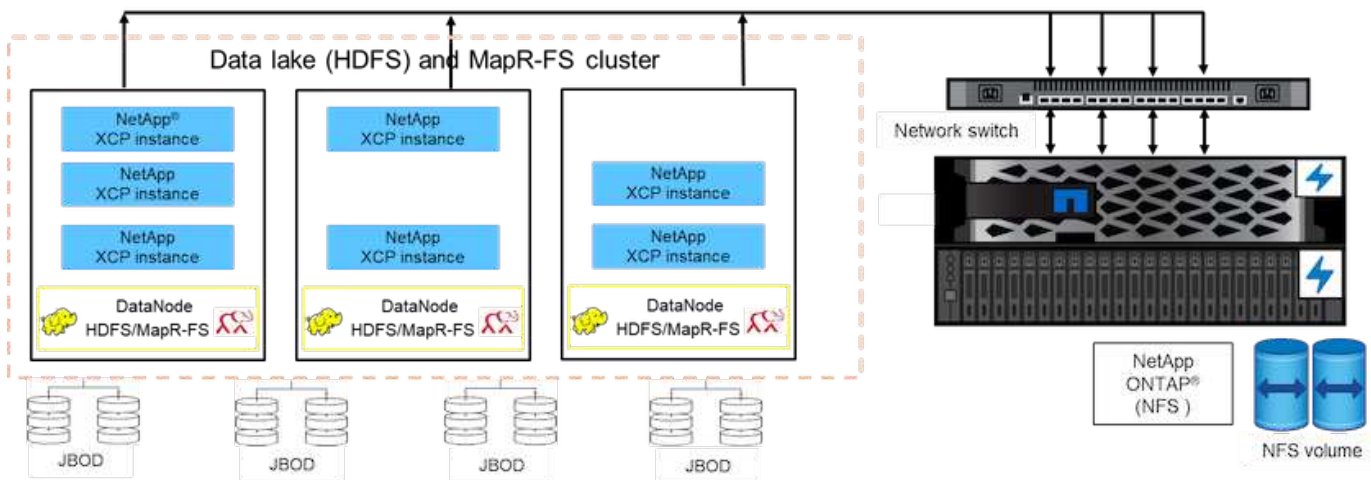 Data lake (HDFS) and MapR-FS cluster
NetApp®
XCP instance
NetApp
XCP instance
NetApp
XCP instance
DataNode
HDFS/MapR-FS
NetApp
XCP instance
NetApp
XCP instance
DataNode
HDFS/MapR-FS
NetApp
XCP instance
NetApp
XCP instance
DataNode
HDFS/MapR-FS
JBOD
JBOD
JBOD
JBOD
Network switch
NetApp
ONTAP®
(NFS )
NFS volume